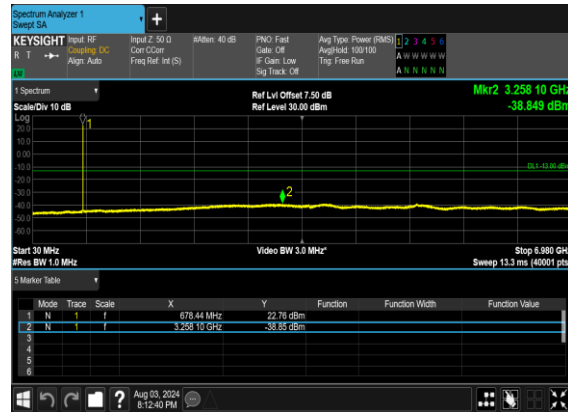 Spectrum Analyzer 1
Swept SA
+
KEYSIGHT Input: RF Input Z: 50 Ω #Atten: 40 dB PNO: Fast Avg Type: Power (RMS) 1 2 3 4 5 6
R T Coupling: DC Corr CCorr Gate: Off Avg|Hold: 100/100 A W W W W W
Align: Auto Freq Ref: Int (S) IF Gain: Low Trig: Free Run
LW Sig Track: Off A N N N N N
1 Spectrum Ref Lvl Offset 7.50 dB Mkr2 3.258 10 GHz
Scale/Div 10 dB Ref Level 30.00 dBm -38.849 dBm
Log
20.0
10.0
0.00
-10.0
-20.0
-30.0
-40.0
-50.0
-60.0
1
DL1 -13.00 dBm
2
Start 30 MHz Video BW 3.0 MHz* Stop 6.980 GHz
#Res BW 1.0 MHz Sweep 13.3 ms (40001 pts)
5 Marker Table
Mode Trace Scale X Y Function Function Width Function Value
1 N 1 f 678.44 MHz 22.76 dBm
2 N 1 f 3.258 10 GHz -38.85 dBm
3
4
5
6
? Aug 03, 2024
8:12:40 PM